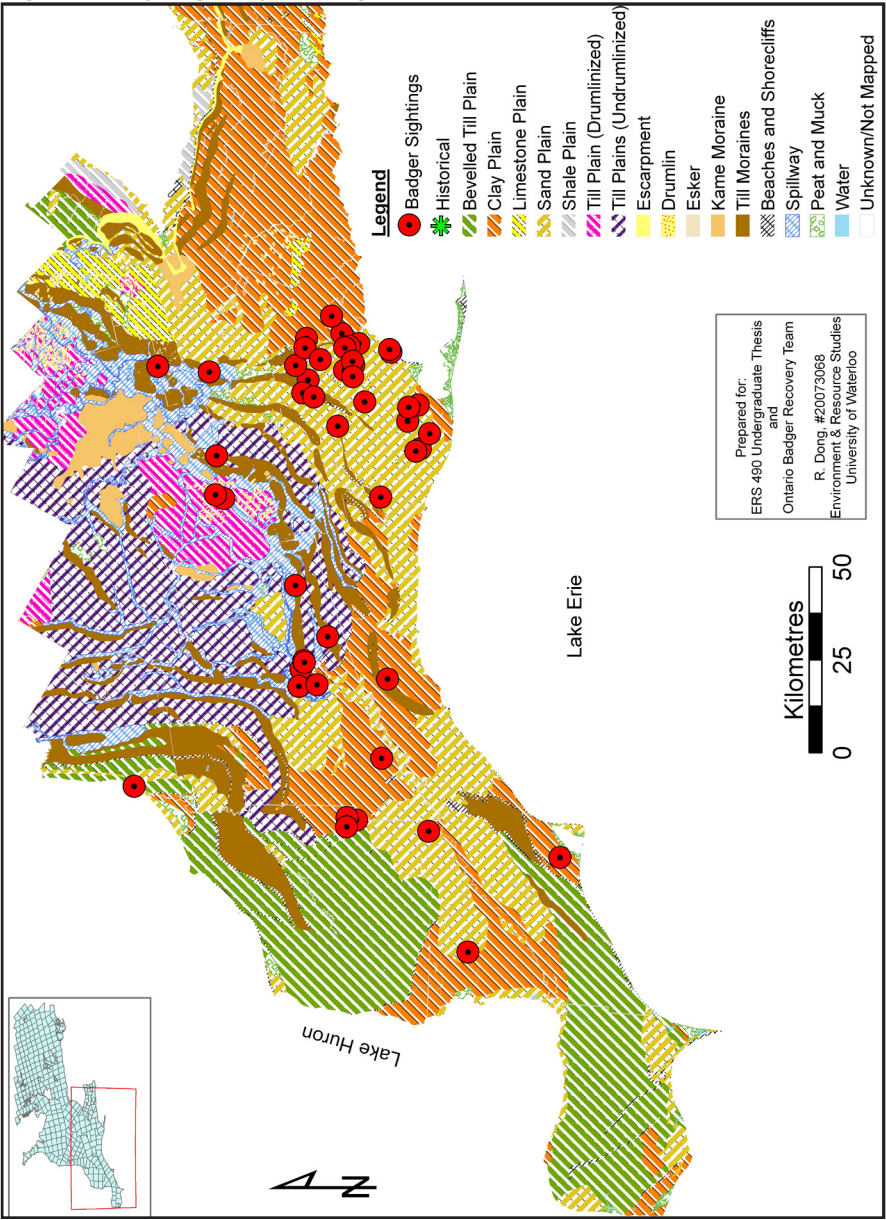 Legend
Badger Sightings
Historical
Bevelled Till Plain
Clay Plain
Limestone Plain
Sand Plain
Shale Plain
Till Plain (Drumlinized)
Till Plains (Undrumlinized)
Escarpment
Drumlin
Esker
Kame Moraine
Till Moraines
Beaches and Shorecliffs
Spillway
Peat and Muck
Water
Unknown/Not Mapped
Prepared for:
ERS 490 Undergraduate Thesis
and
Ontario Badger Recovery Team
R. Dong, #20073068
Environment & Resource Studies
University of Waterloo
Lake Erie
Kilometres
0 25 50
Lake Huron
N